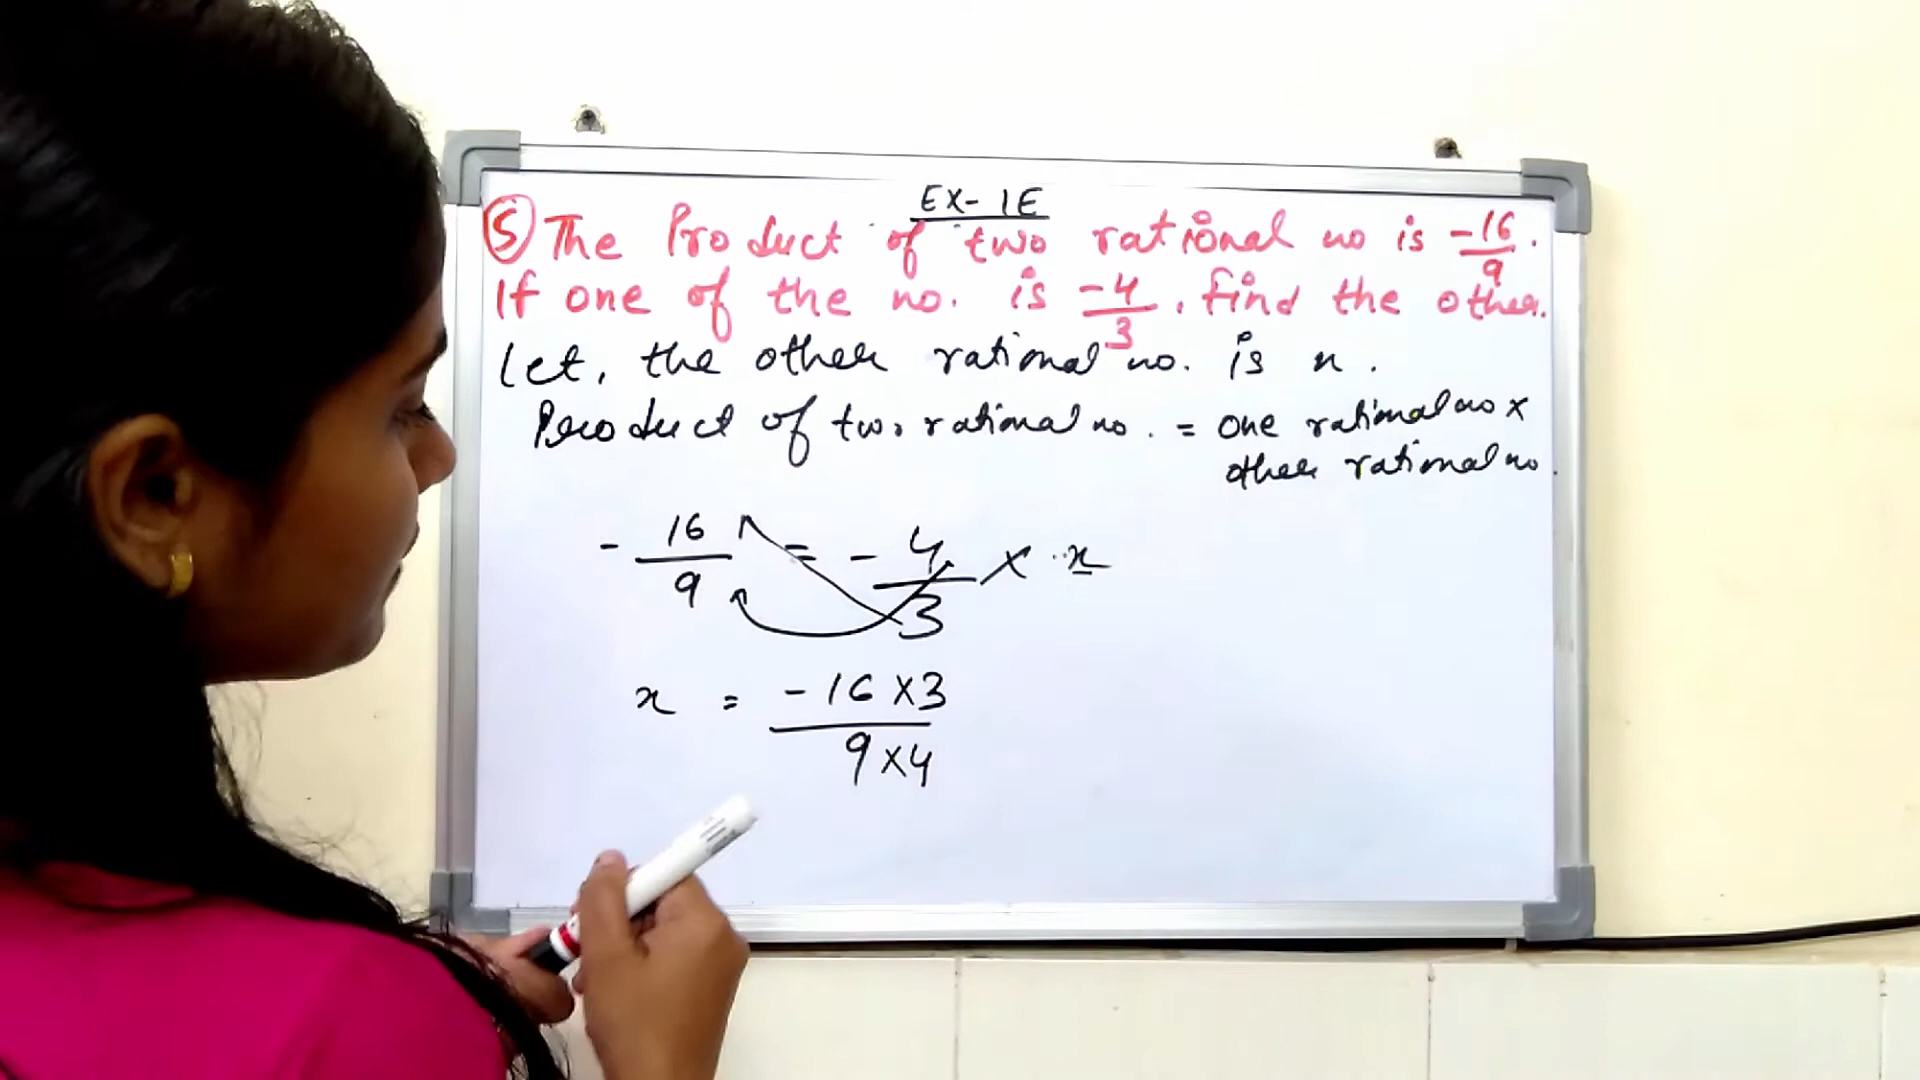 EX- 1E
(5) The Product of two rational no is -16/9.
If one of the no. is -4/3. find the other.
Let, the other rational no. is x.
Product of two rational no. = one rational no x
other rational no.
- 16/9 = - 4/3 × x
x = -16×3 / 9×4